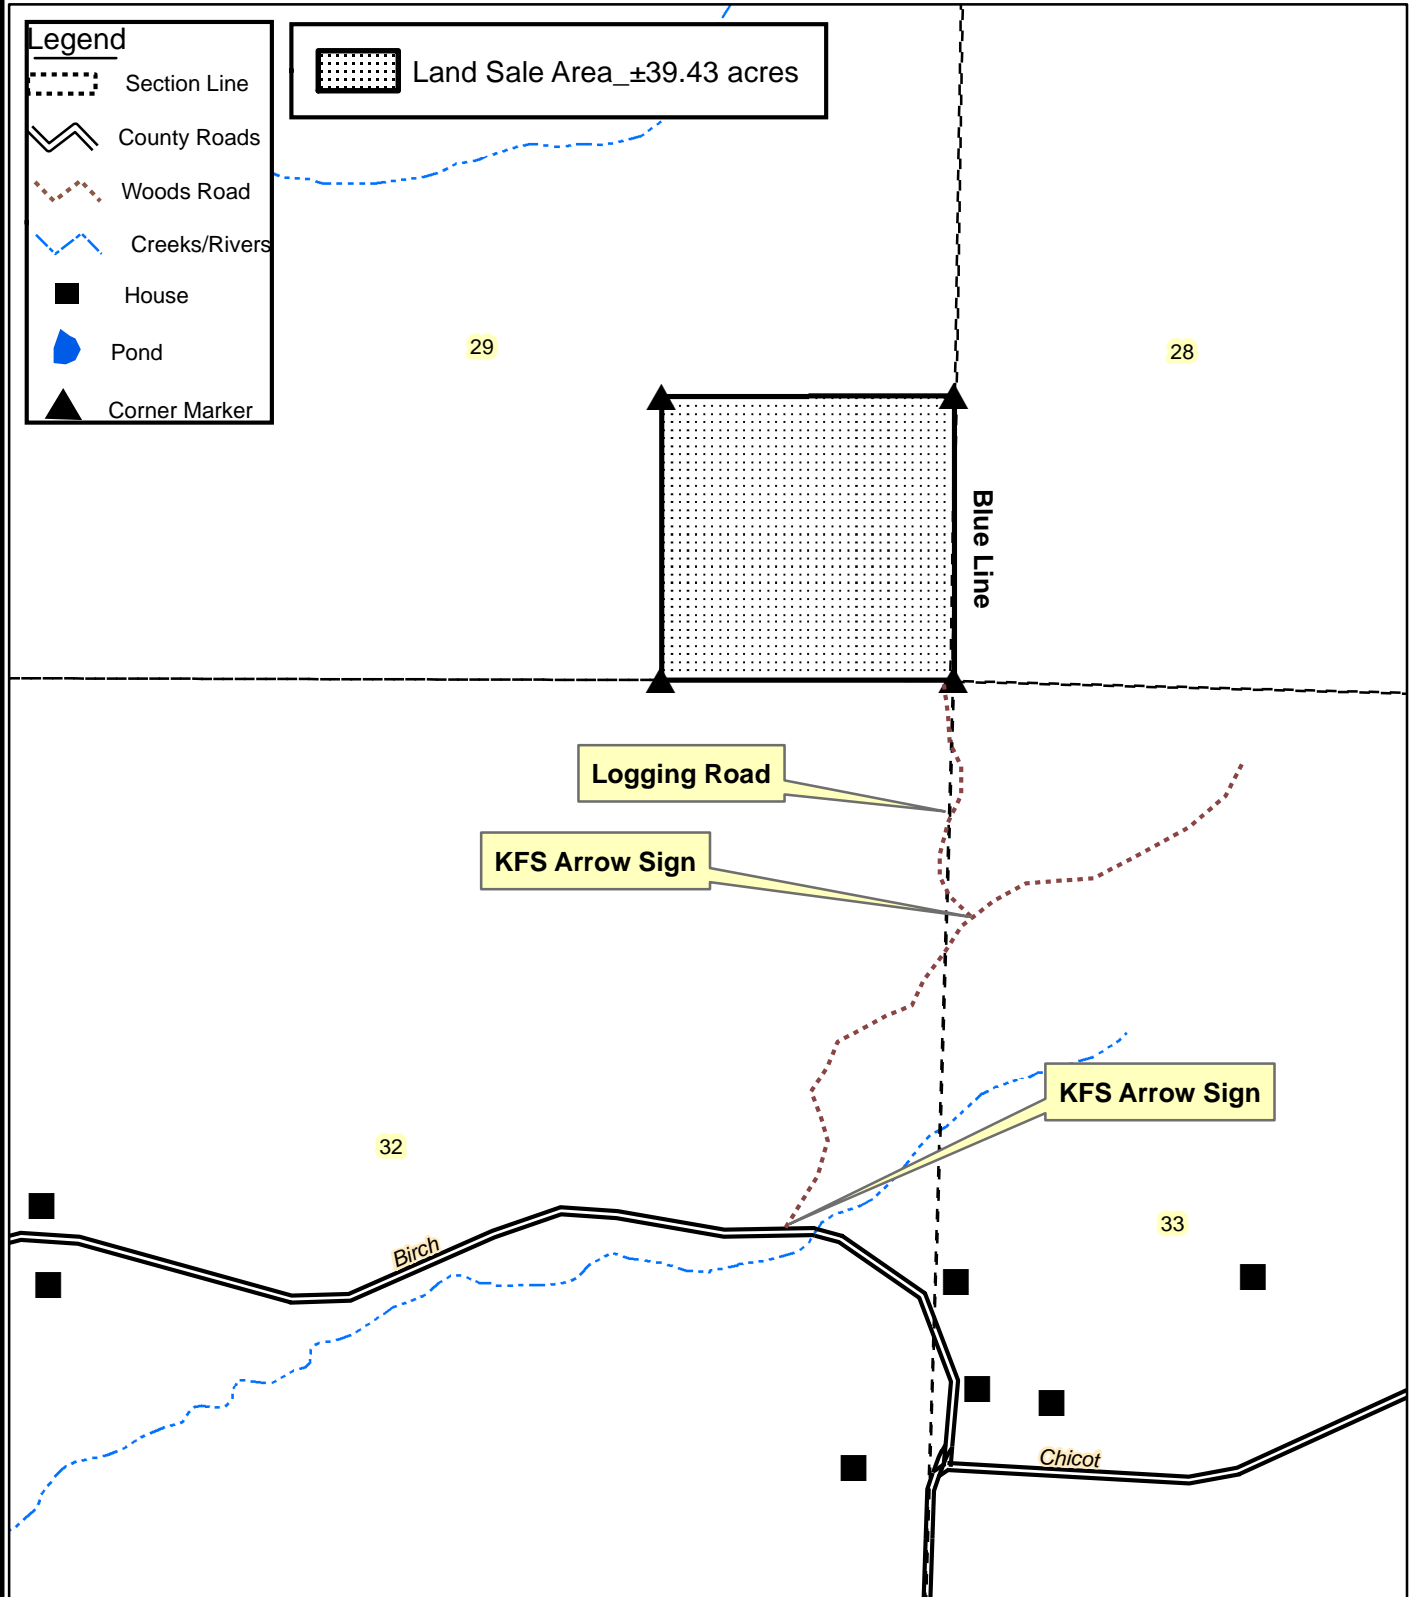 Legend
Section Line
County Roads
Woods Road
Creeks/Rivers
House
Pond
Corner Marker
Land Sale Area_±39.43 acres
29
28
Blue Line
Logging Road
KFS Arrow Sign
KFS Arrow Sign
32
33
Birch
Chicot